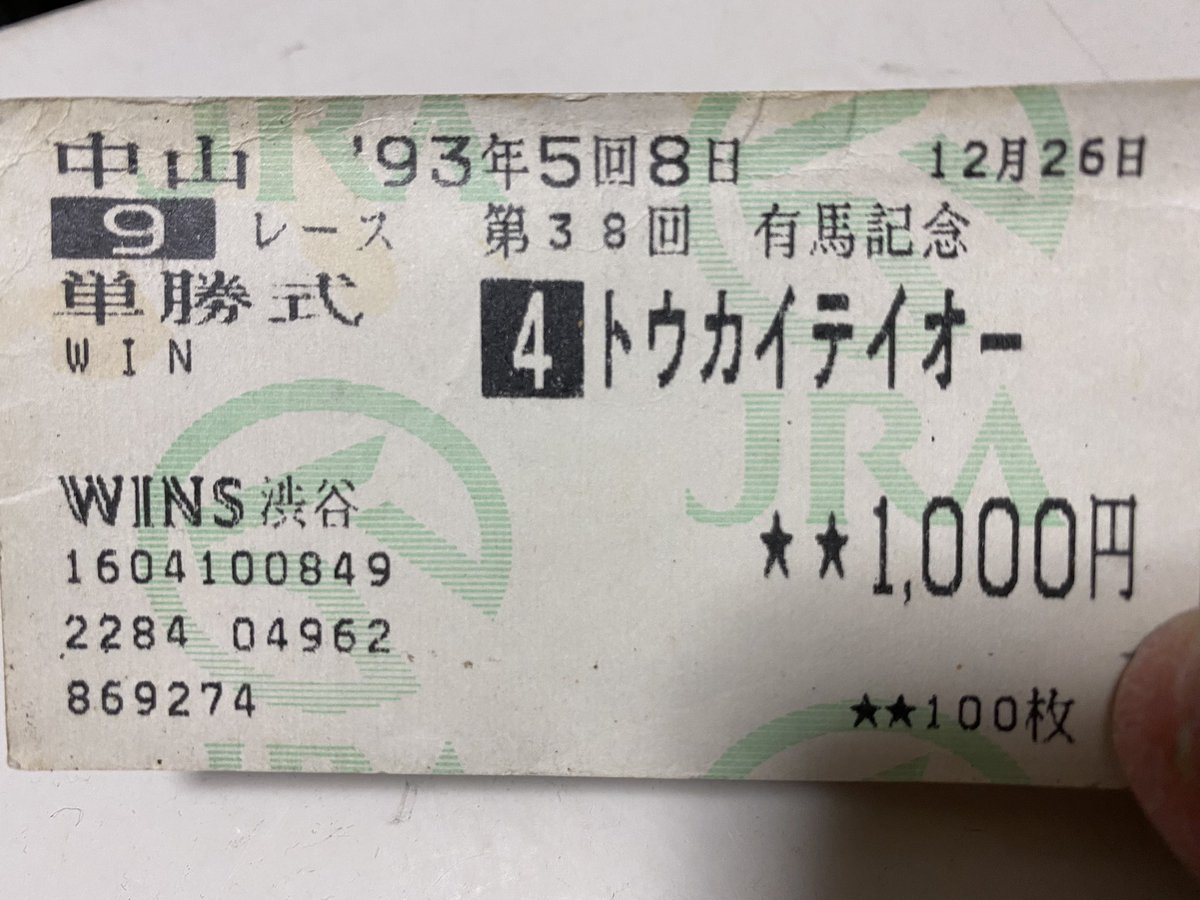 中山 '93年5回8日 12月26日
9 レース 第38回 有馬記念
単勝式
WIN
4 トウカイテイオー
JRA
WINS渋谷
★★1,000円
1604100849
2284 04962
869274
★★100枚